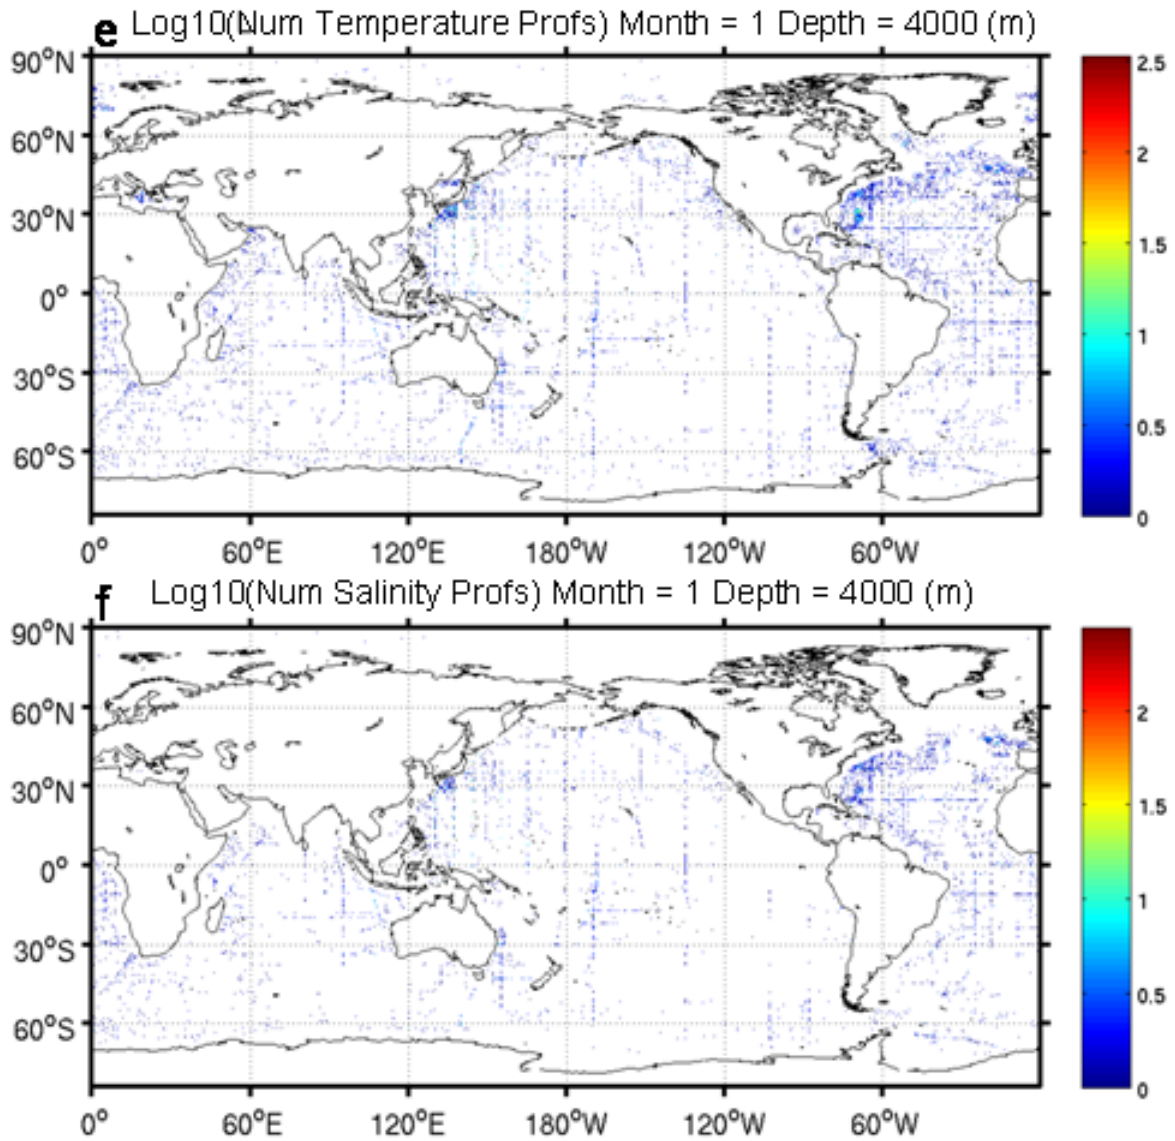 e Log10(Num Temperature Profs) Month = 1 Depth = 4000 (m)
90°N
60°N
30°N
0°
30°S
60°S
0° 60°E 120°E 180°W 120°W 60°W
2.5
2
1.5
1
0.5
0
f Log10(Num Salinity Profs) Month = 1 Depth = 4000 (m)
90°N
60°N
30°N
0°
30°S
60°S
0° 60°E 120°E 180°W 120°W 60°W
2
1.5
1
0.5
0